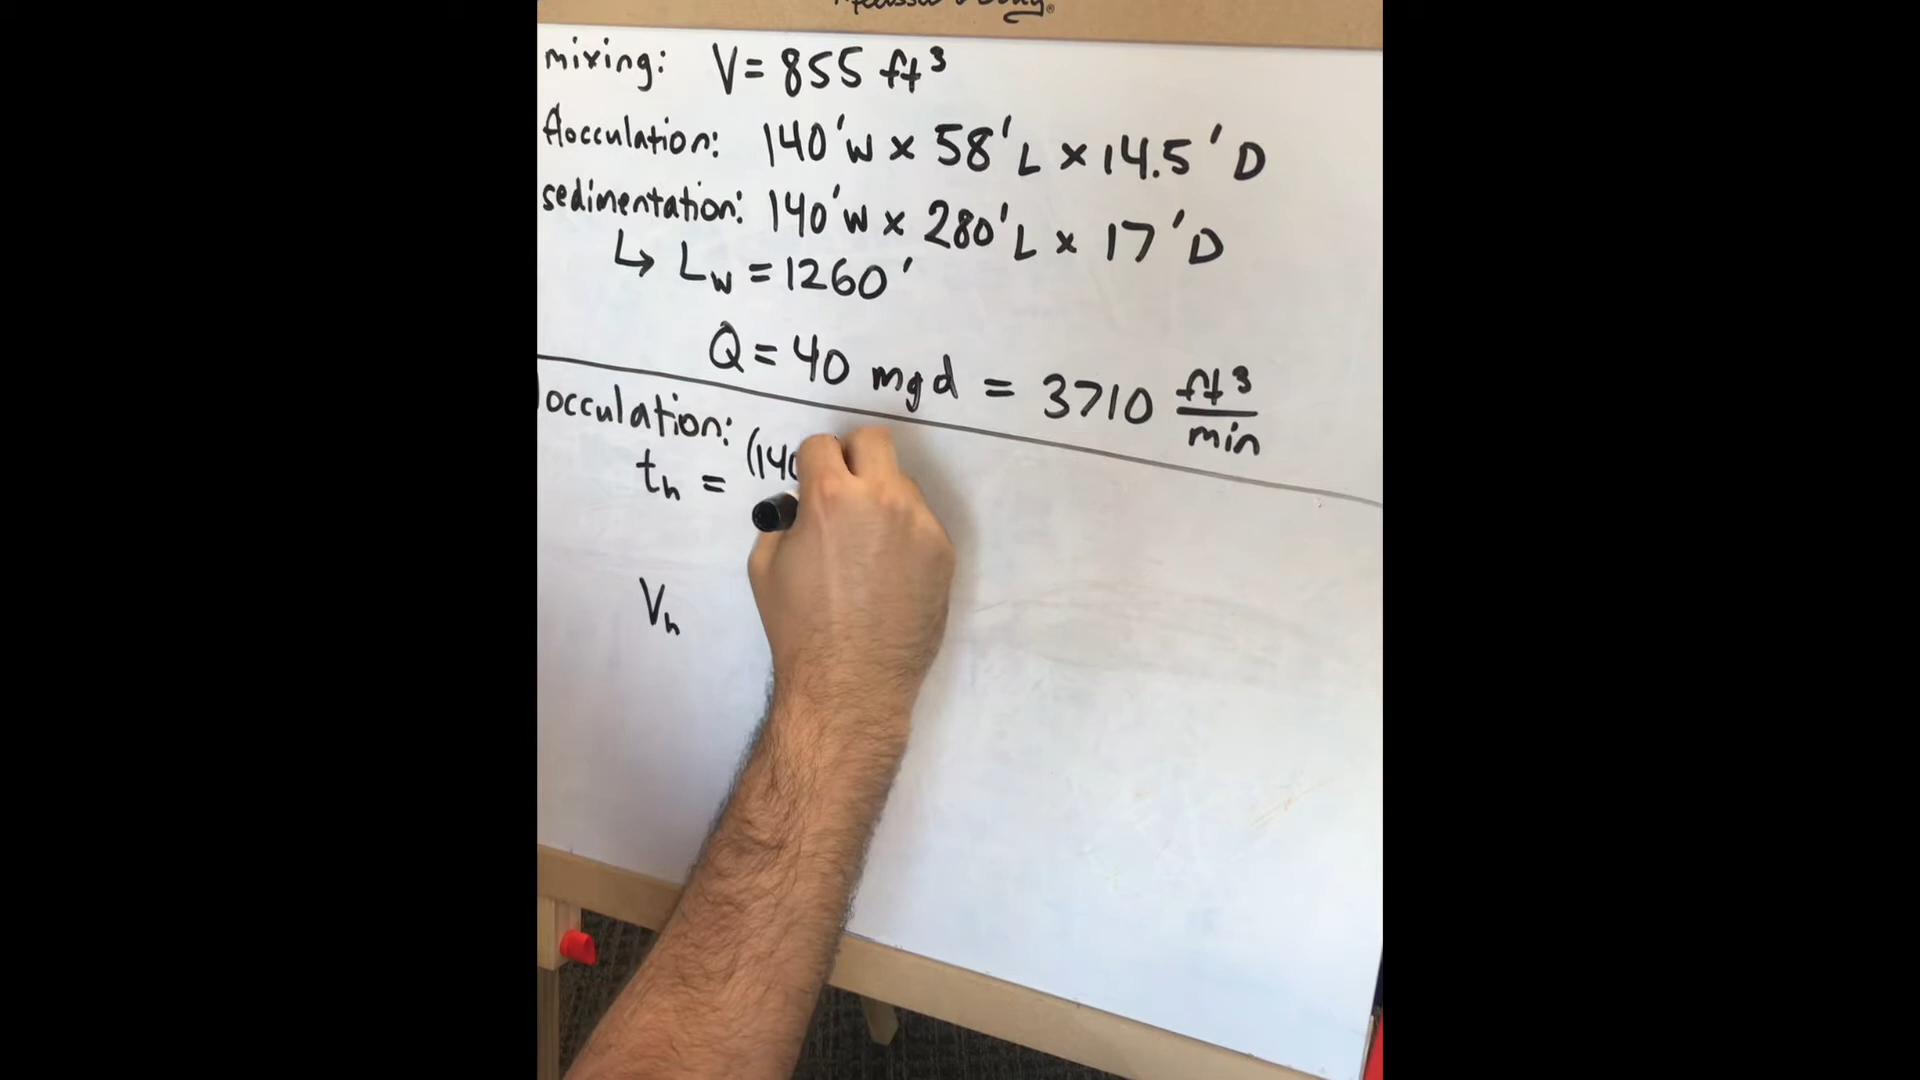 mixing: V = 855 ft³
flocculation: 140'W x 58'L x 14.5'D
sedimentation: 140'W x 280'L x 17'D
↳ Lw = 1260'
Q = 40 mgd = 3710 ft³/min
occulation:
th = (140
Vh